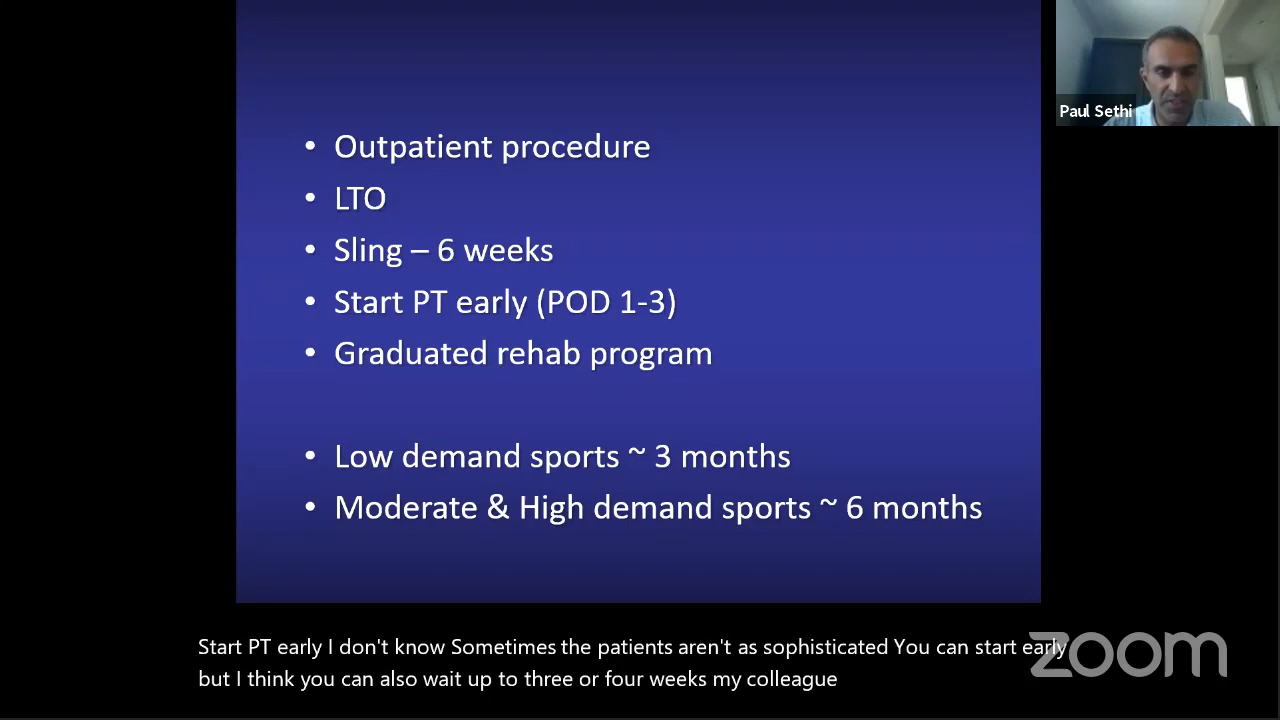 Paul Sethi
• Outpatient procedure
• LTO
• Sling – 6 weeks
• Start PT early (POD 1-3)
• Graduated rehab program
• Low demand sports ~ 3 months
• Moderate & High demand sports ~ 6 months
Start PT early I don't know Sometimes the patients aren't as sophisticated You can start early
but I think you can also wait up to three or four weeks my colleague
zoom